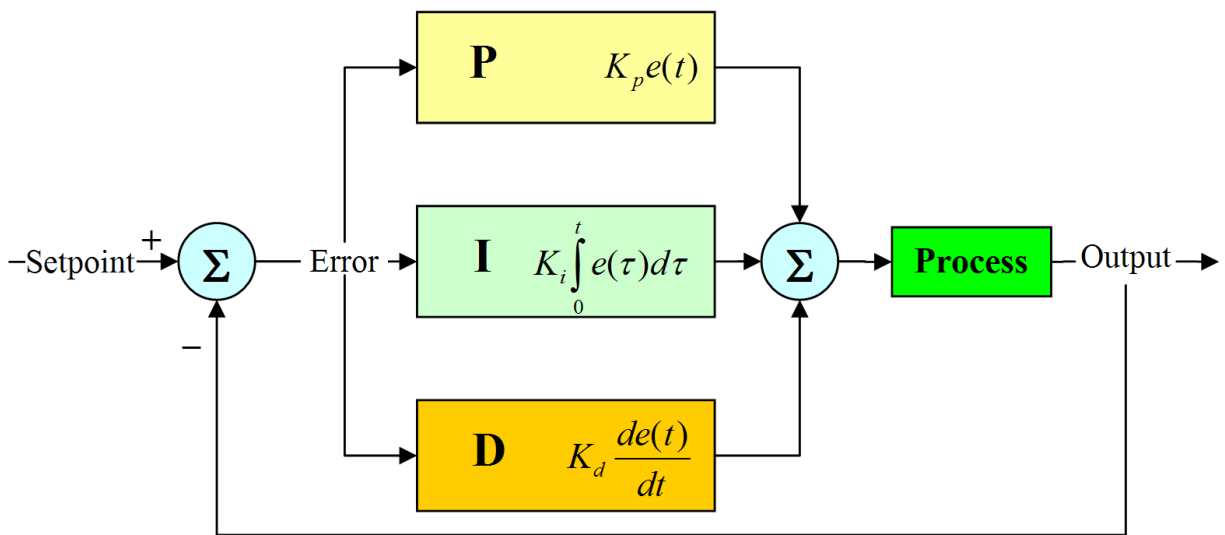 P K_p e(t)
Setpoint + Σ Error I K_i ∫_0^t e(τ)dτ Σ Process Output
−
D K_d de(t)/dt